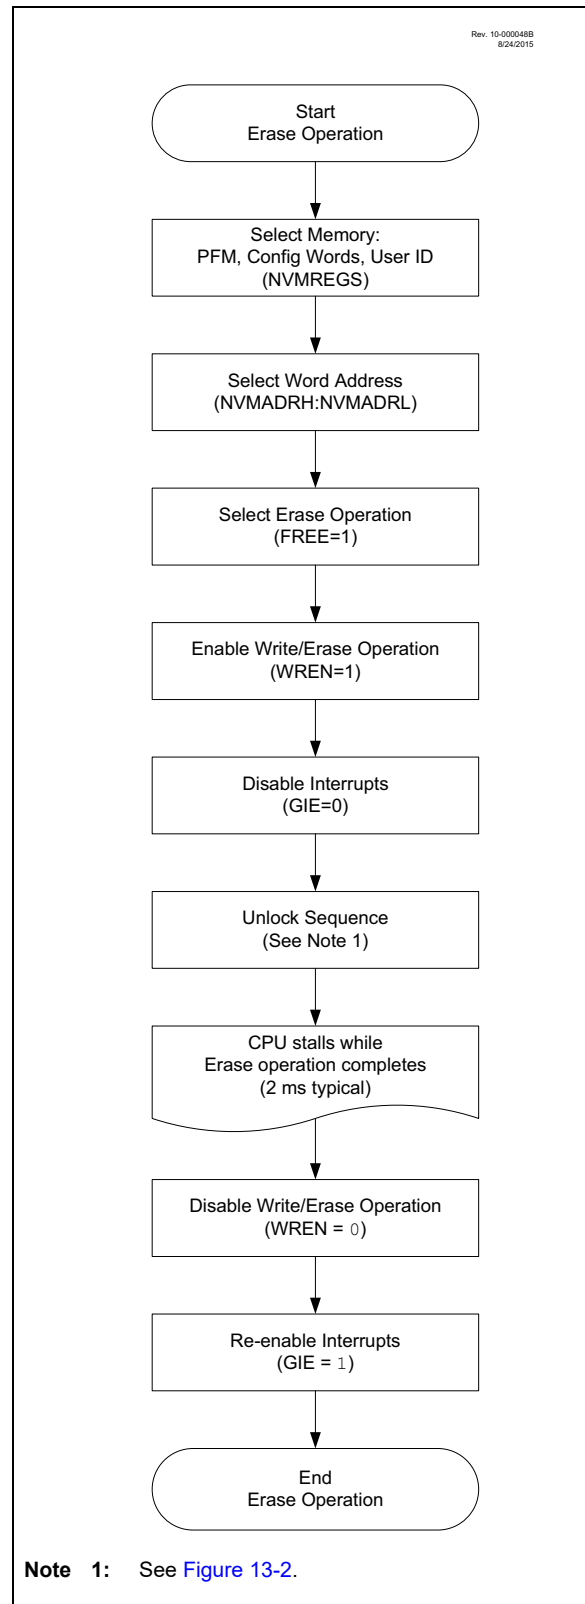 Rev. 10-000048B
8/24/2015
Start
Erase Operation
Select Memory:
PFM, Config Words, User ID
(NVMREGS)
Select Word Address
(NVMADRH:NVMADRL)
Select Erase Operation
(FREE=1)
Enable Write/Erase Operation
(WREN=1)
Disable Interrupts
(GIE=0)
Unlock Sequence
(See Note 1)
CPU stalls while
Erase operation completes
(2 ms typical)
Disable Write/Erase Operation
(WREN = 0)
Re-enable Interrupts
(GIE = 1)
End
Erase Operation
Note 1: See Figure 13-2.